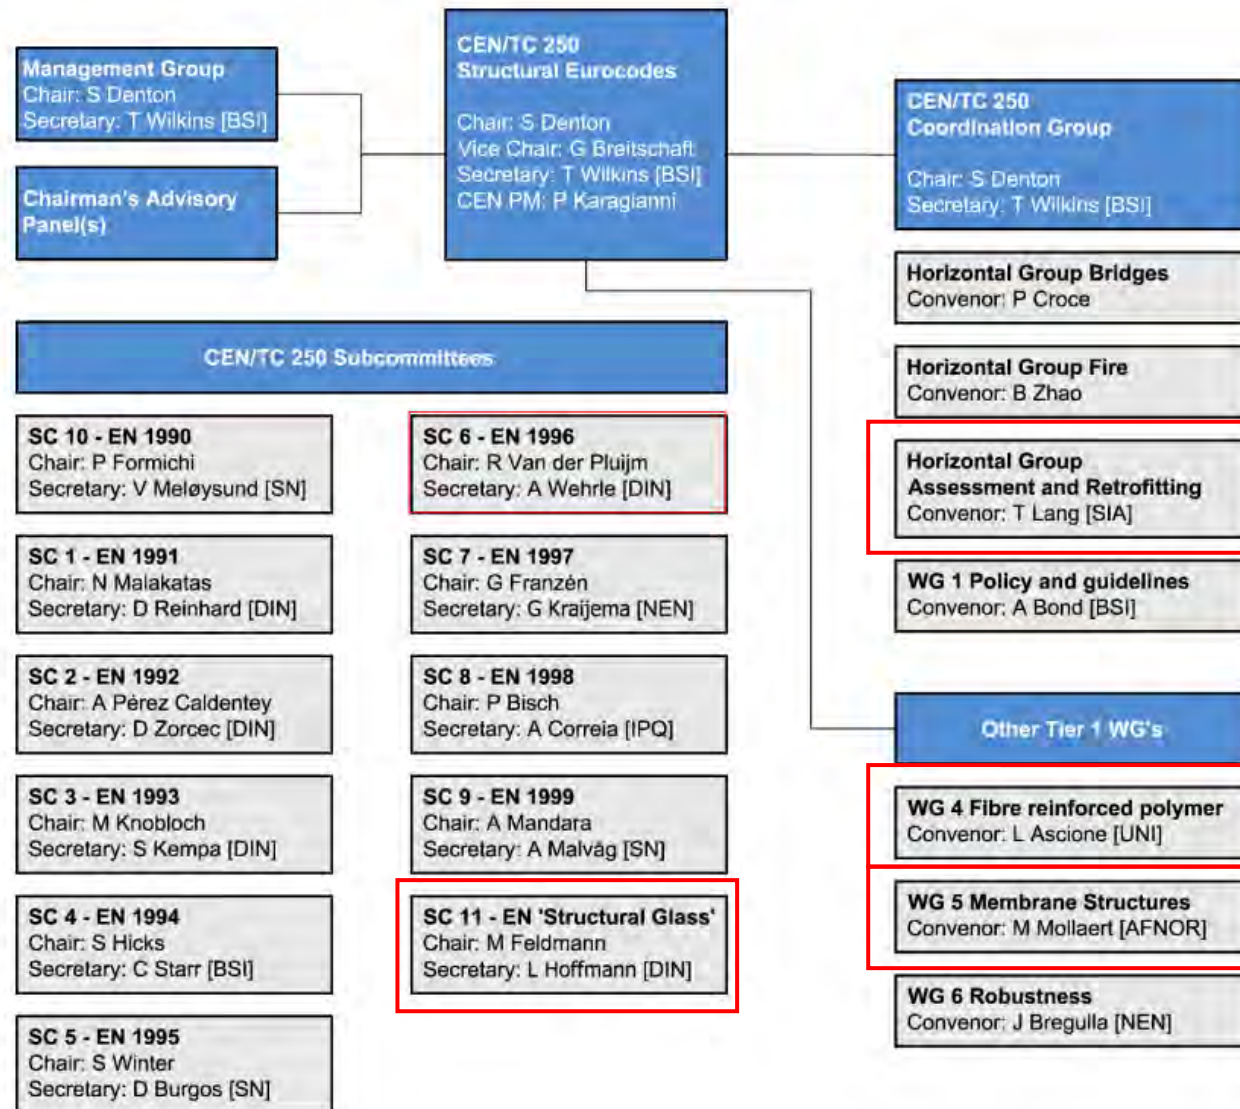 Management Group
Chair: S Denton
Secretary: T Wilkins [BSI]
Chairman's Advisory
Panel(s)
CEN/TC 250
Structural Eurocodes
Chair: S Denton
Vice Chair: G Breitschaft
Secretary: T Wilkins [BSI]
CEN PM: P Karagianni
CEN/TC 250
Coordination Group
Chair: S Denton
Secretary: T Wilkins [BSI]
Horizontal Group Bridges
Convenor: P Croce
Horizontal Group Fire
Convenor: B Zhao
Horizontal Group
Assessment and Retrofitting
Convenor: T Lang [SIA]
WG 1 Policy and guidelines
Convenor: A Bond [BSI]
CEN/TC 250 Subcommittees
SC 10 - EN 1990
Chair: P Formichi
Secretary: V Meløysund [SN]
SC 1 - EN 1991
Chair: N Malakatas
Secretary: D Reinhard [DIN]
SC 2 - EN 1992
Chair: A Pérez Caldentey
Secretary: D Zorcec [DIN]
SC 3 - EN 1993
Chair: M Knobloch
Secretary: S Kempa [DIN]
SC 4 - EN 1994
Chair: S Hicks
Secretary: C Starr [BSI]
SC 5 - EN 1995
Chair: S Winter
Secretary: D Burgos [SN]
SC 6 - EN 1996
Chair: R Van der Pluijm
Secretary: A Wehrle [DIN]
SC 7 - EN 1997
Chair: G Franzén
Secretary: G Kraijema [NEN]
SC 8 - EN 1998
Chair: P Bisch
Secretary: A Correia [IPQ]
SC 9 - EN 1999
Chair: A Mandara
Secretary: A Malvåg [SN]
SC 11 - EN 'Structural Glass'
Chair: M Feldmann
Secretary: L Hoffmann [DIN]
Other Tier 1 WG's
WG 4 Fibre reinforced polymer
Convenor: L Ascione [UNI]
WG 5 Membrane Structures
Convenor: M Mollaert [AFNOR]
WG 6 Robustness
Convenor: J Bregulla [NEN]